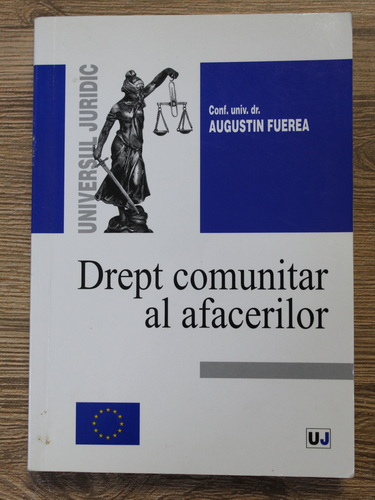 UNIVERSUL JURIDIC
Conf. univ. dr.
AUGUSTIN FUEREA
Drept comunitar
al afacerilor
UJ